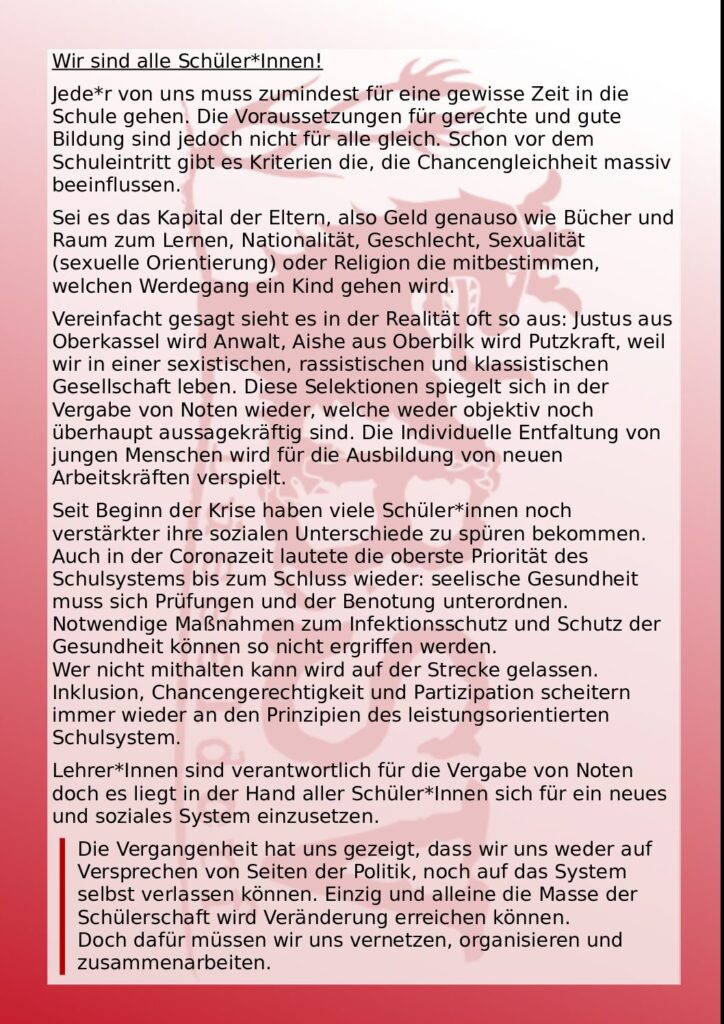 Wir sind alle Schüler*Innen!
Jede*r von uns muss zumindest für eine gewisse Zeit in die
Schule gehen. Die Voraussetzungen für gerechte und gute
Bildung sind jedoch nicht für alle gleich. Schon vor dem
Schuleintritt gibt es Kriterien die, die Chancengleichheit massiv
beeinflussen.
Sei es das Kapital der Eltern, also Geld genauso wie Bücher und
Raum zum Lernen, Nationalität, Geschlecht, Sexualität
(sexuelle Orientierung) oder Religion die mitbestimmen,
welchen Werdegang ein Kind gehen wird.
Vereinfacht gesagt sieht es in der Realität oft so aus: Justus aus
Oberkassel wird Anwalt, Aishe aus Oberbilk wird Putzkraft, weil
wir in einer sexistischen, rassistischen und klassistischen
Gesellschaft leben. Diese Selektionen spiegelt sich in der
Vergabe von Noten wieder, welche weder objektiv noch
überhaupt aussagekräftig sind. Die Individuelle Entfaltung von
jungen Menschen wird für die Ausbildung von neuen
Arbeitskräften verspielt.
Seit Beginn der Krise haben viele Schüler*innen noch
verstärkter ihre sozialen Unterschiede zu spüren bekommen.
Auch in der Coronazeit lautete die oberste Priorität des
Schulsystems bis zum Schluss wieder: seelische Gesundheit
muss sich Prüfungen und der Benotung unterordnen.
Notwendige Maßnahmen zum Infektionsschutz und Schutz der
Gesundheit können so nicht ergriffen werden.
Wer nicht mithalten kann wird auf der Strecke gelassen.
Inklusion, Chancengerechtigkeit und Partizipation scheitern
immer wieder an den Prinzipien des leistungsorientierten
Schulsystem.
Lehrer*Innen sind verantwortlich für die Vergabe von Noten
doch es liegt in der Hand aller Schüler*Innen sich für ein neues
und soziales System einzusetzen.
Die Vergangenheit hat uns gezeigt, dass wir uns weder auf
Versprechen von Seiten der Politik, noch auf das System
selbst verlassen können. Einzig und alleine die Masse der
Schülerschaft wird Veränderung erreichen können.
Doch dafür müssen wir uns vernetzen, organisieren und
zusammenarbeiten.